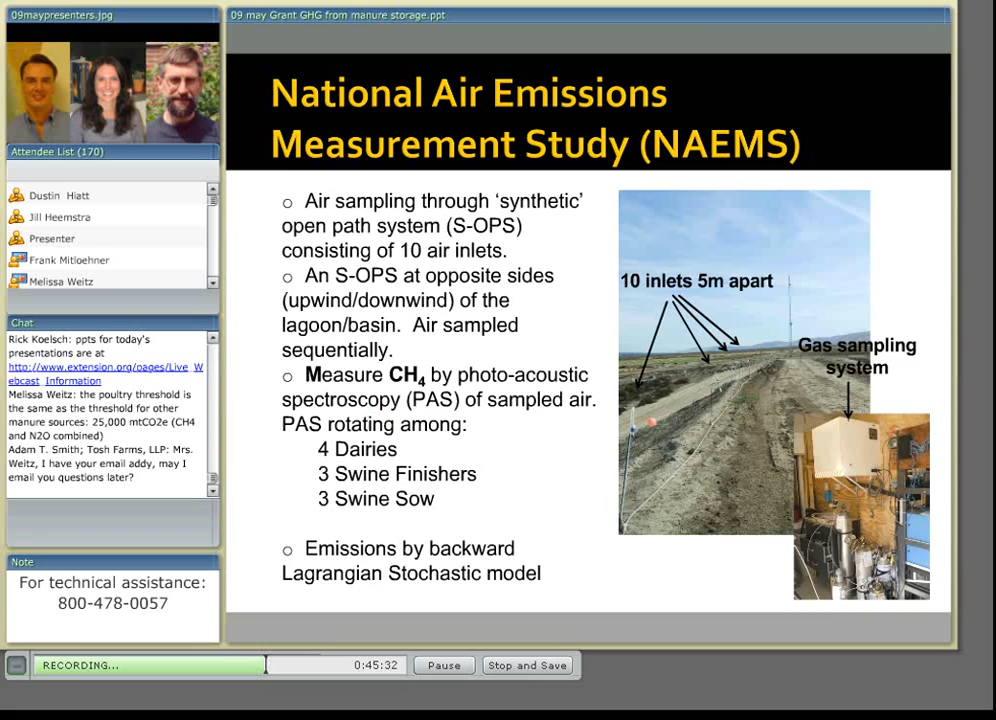 09maypresenters.jpg
Attendee List (170)
Dustin Hiatt
Jill Heemstra
Presenter
Frank Mitloehner
Melissa Weitz
Chat
Rick Koelsch: ppts for today's
presentations are at
http://www.extension.org/pages/Live W
ebcast Information
Melissa Weitz: the poultry threshold is
the same as the threshold for other
manure sources: 25,000 mtCO2e (CH4
and N2O combined)
Adam T. Smith; Tosh Farms, LLP: Mrs.
Weitz, I have your email addy, may I
email you questions later?
Note
For technical assistance:
800-478-0057
09 may Grant GHG from manure storage.ppt
National Air Emissions
Measurement Study (NAEMS)
o Air sampling through ‘synthetic’
open path system (S-OPS)
consisting of 10 air inlets.
o An S-OPS at opposite sides
(upwind/downwind) of the
lagoon/basin. Air sampled
sequentially.
o Measure CH4 by photo-acoustic
spectroscopy (PAS) of sampled air.
PAS rotating among:
4 Dairies
3 Swine Finishers
3 Swine Sow
o Emissions by backward
Lagrangian Stochastic model
10 inlets 5m apart
Gas sampling
system
RECORDING...
0:45:32
Pause
Stop and Save